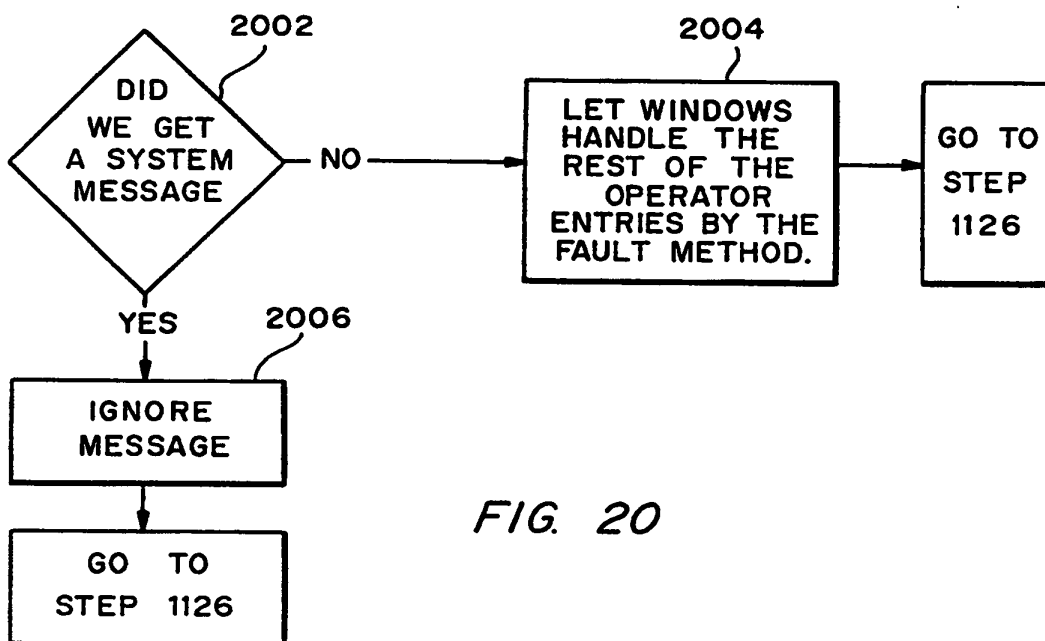 2002
DID
WE GET
A SYSTEM
MESSAGE
NO
2004
LET WINDOWS
HANDLE THE
REST OF THE
OPERATOR
ENTRIES BY THE
FAULT METHOD.
GO TO
STEP
1126
YES
2006
IGNORE
MESSAGE
GO TO
STEP 1126
FIG. 20